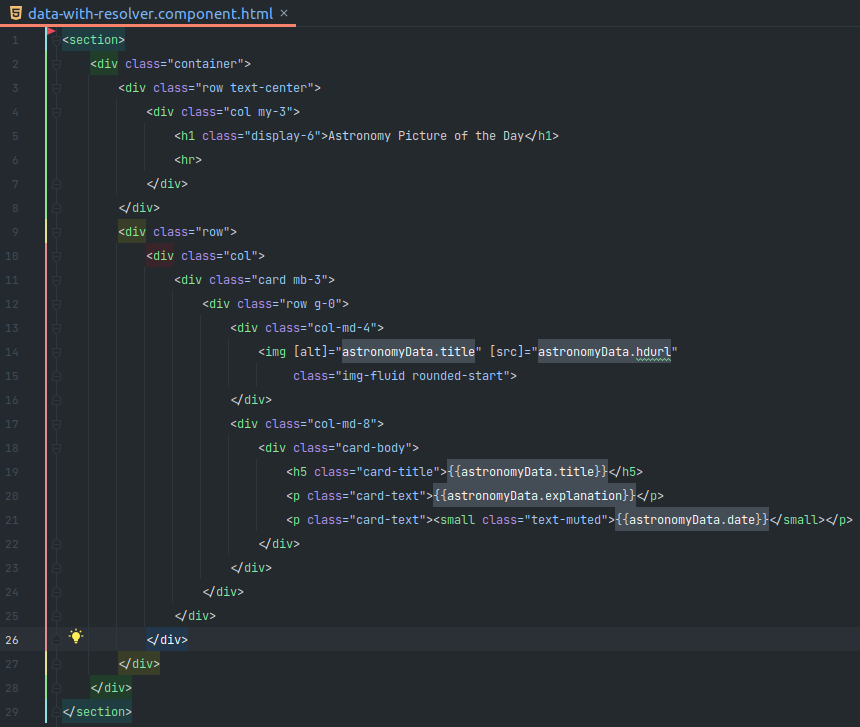 data-with-resolver.component.html ×
1 <section>
2 <div class="container">
3 <div class="row text-center">
4 <div class="col my-3">
5 <h1 class="display-6">Astronomy Picture of the Day</h1>
6 <hr>
7 </div>
8 </div>
9 <div class="row">
10 <div class="col">
11 <div class="card mb-3">
12 <div class="row g-0">
13 <div class="col-md-4">
14 <img [alt]="astronomyData.title" [src]="astronomyData.hdurl"
15 class="img-fluid rounded-start">
16 </div>
17 <div class="col-md-8">
18 <div class="card-body">
19 <h5 class="card-title">{{astronomyData.title}}</h5>
20 <p class="card-text">{{astronomyData.explanation}}</p>
21 <p class="card-text"><small class="text-muted">{{astronomyData.date}}</small></p>
22 </div>
23 </div>
24 </div>
25 </div>
26 </div>
27 </div>
28 </div>
29 </section>